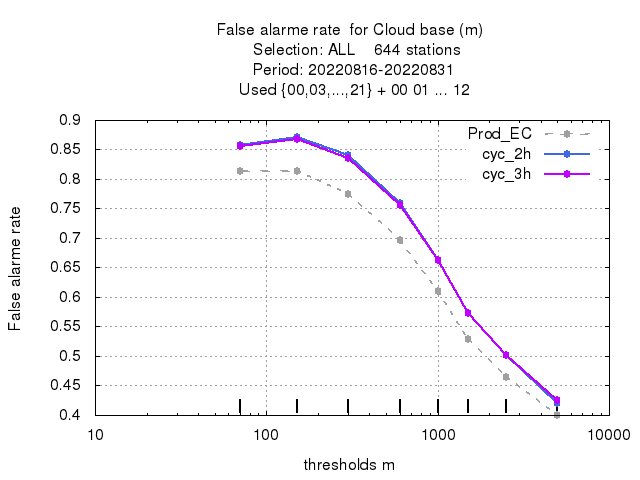 False alarme rate  for Cloud base (m)
Selection: ALL    644 stations
Period: 20220816-20220831
Used {00,03,...,21} + 00 01 ... 12
Prod_EC
cyc_2h
cyc_3h
False alarme rate
0.9
0.85
0.8
0.75
0.7
0.65
0.6
0.55
0.5
0.45
0.4
10 100 1000 10000
thresholds m